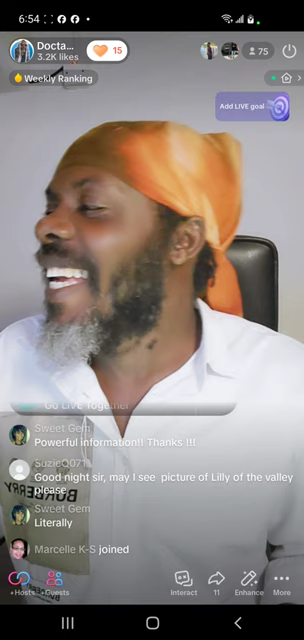 6:54
Docta...
3.2K likes
15
75
Weekly Ranking
Add LIVE goal
Go LIVE Together
Sweet Gem
Powerful information!! Thanks !!!
SuzieQ071
Good night sir, may I see picture of Lilly of the valley
please
Sweet Gem
Literally
Marcelle K-S joined
BURBERRY
+Hosts
+Guests
Interact
11
Enhance
More